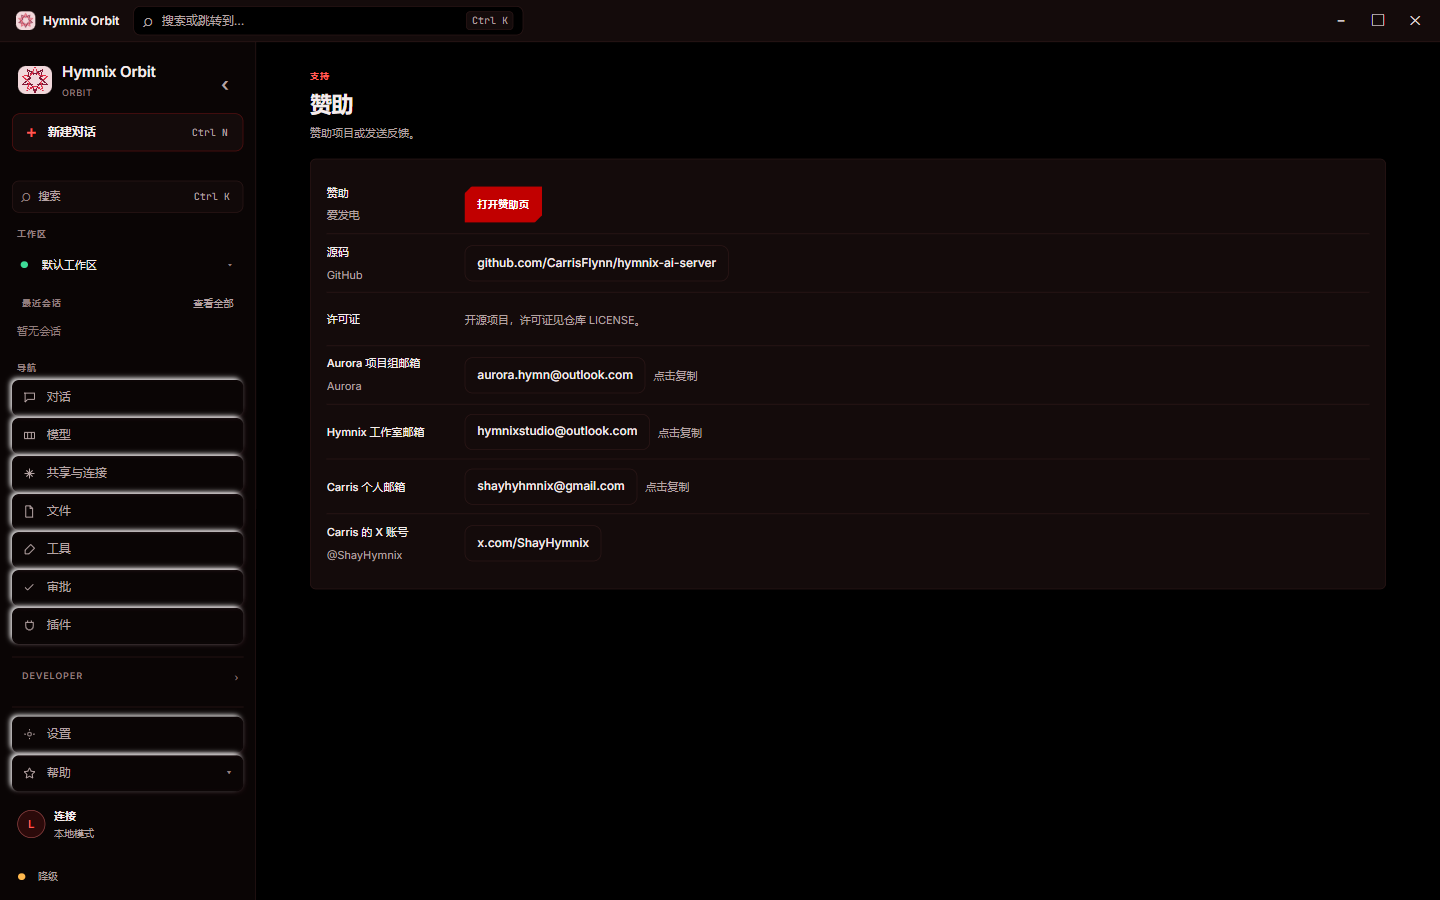 Hymnix Orbit
搜索或跳转到...
Ctrl K
Hymnix Orbit
ORBIT
新建对话
Ctrl N
搜索
Ctrl K
工作区
默认工作区
最近会话
查看全部
暂无会话
导航
对话
模型
共享与连接
文件
工具
审批
插件
DEVELOPER
设置
帮助
L
连接
本地模式
降级
支持
赞助
赞助项目或发送反馈。
赞助
爱发电
打开赞助页
源码
GitHub
github.com/CarrisFlynn/hymnix-ai-server
许可证
开源项目，许可证见仓库 LICENSE。
Aurora 项目组邮箱
Aurora
aurora.hymn@outlook.com
点击复制
Hymnix 工作室邮箱
hymnixstudio@outlook.com
点击复制
Carris 个人邮箱
shayhyhmnix@gmail.com
点击复制
Carris 的 X 账号
@ShayHymnix
x.com/ShayHymnix